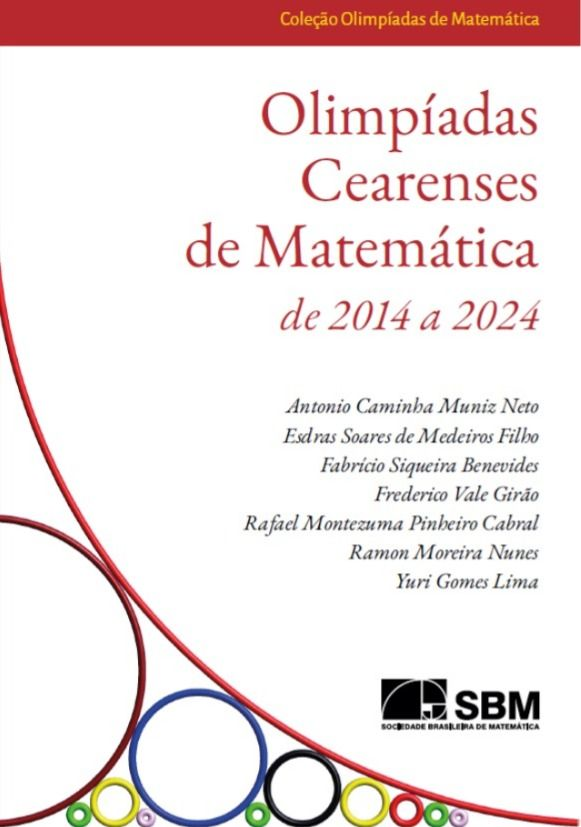 Coleção Olimpíadas de Matemática
Olimpíadas
Cearenses
de Matemática
de 2014 a 2024
Antonio Caminha Muniz Neto
Esdras Soares de Medeiros Filho
Fabrício Siqueira Benevides
Frederico Vale Girão
Rafael Montezuma Pinheiro Cabral
Ramon Moreira Nunes
Yuri Gomes Lima
SBM
SOCIEDADE BRASILEIRA DE MATEMÁTICA